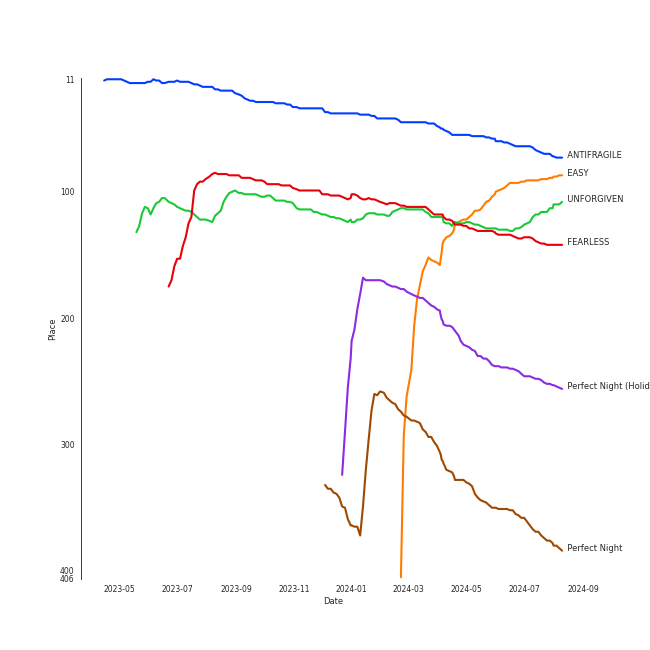 11
ANTIFRAGILE
EASY
100
UNFORGIVEN
FEARLESS
200
Place
Perfect Night (Holid
300
Perfect Night
400
406
2023-05 2023-07 2023-09 2023-11 2024-01 2024-03 2024-05 2024-07 2024-09
Date